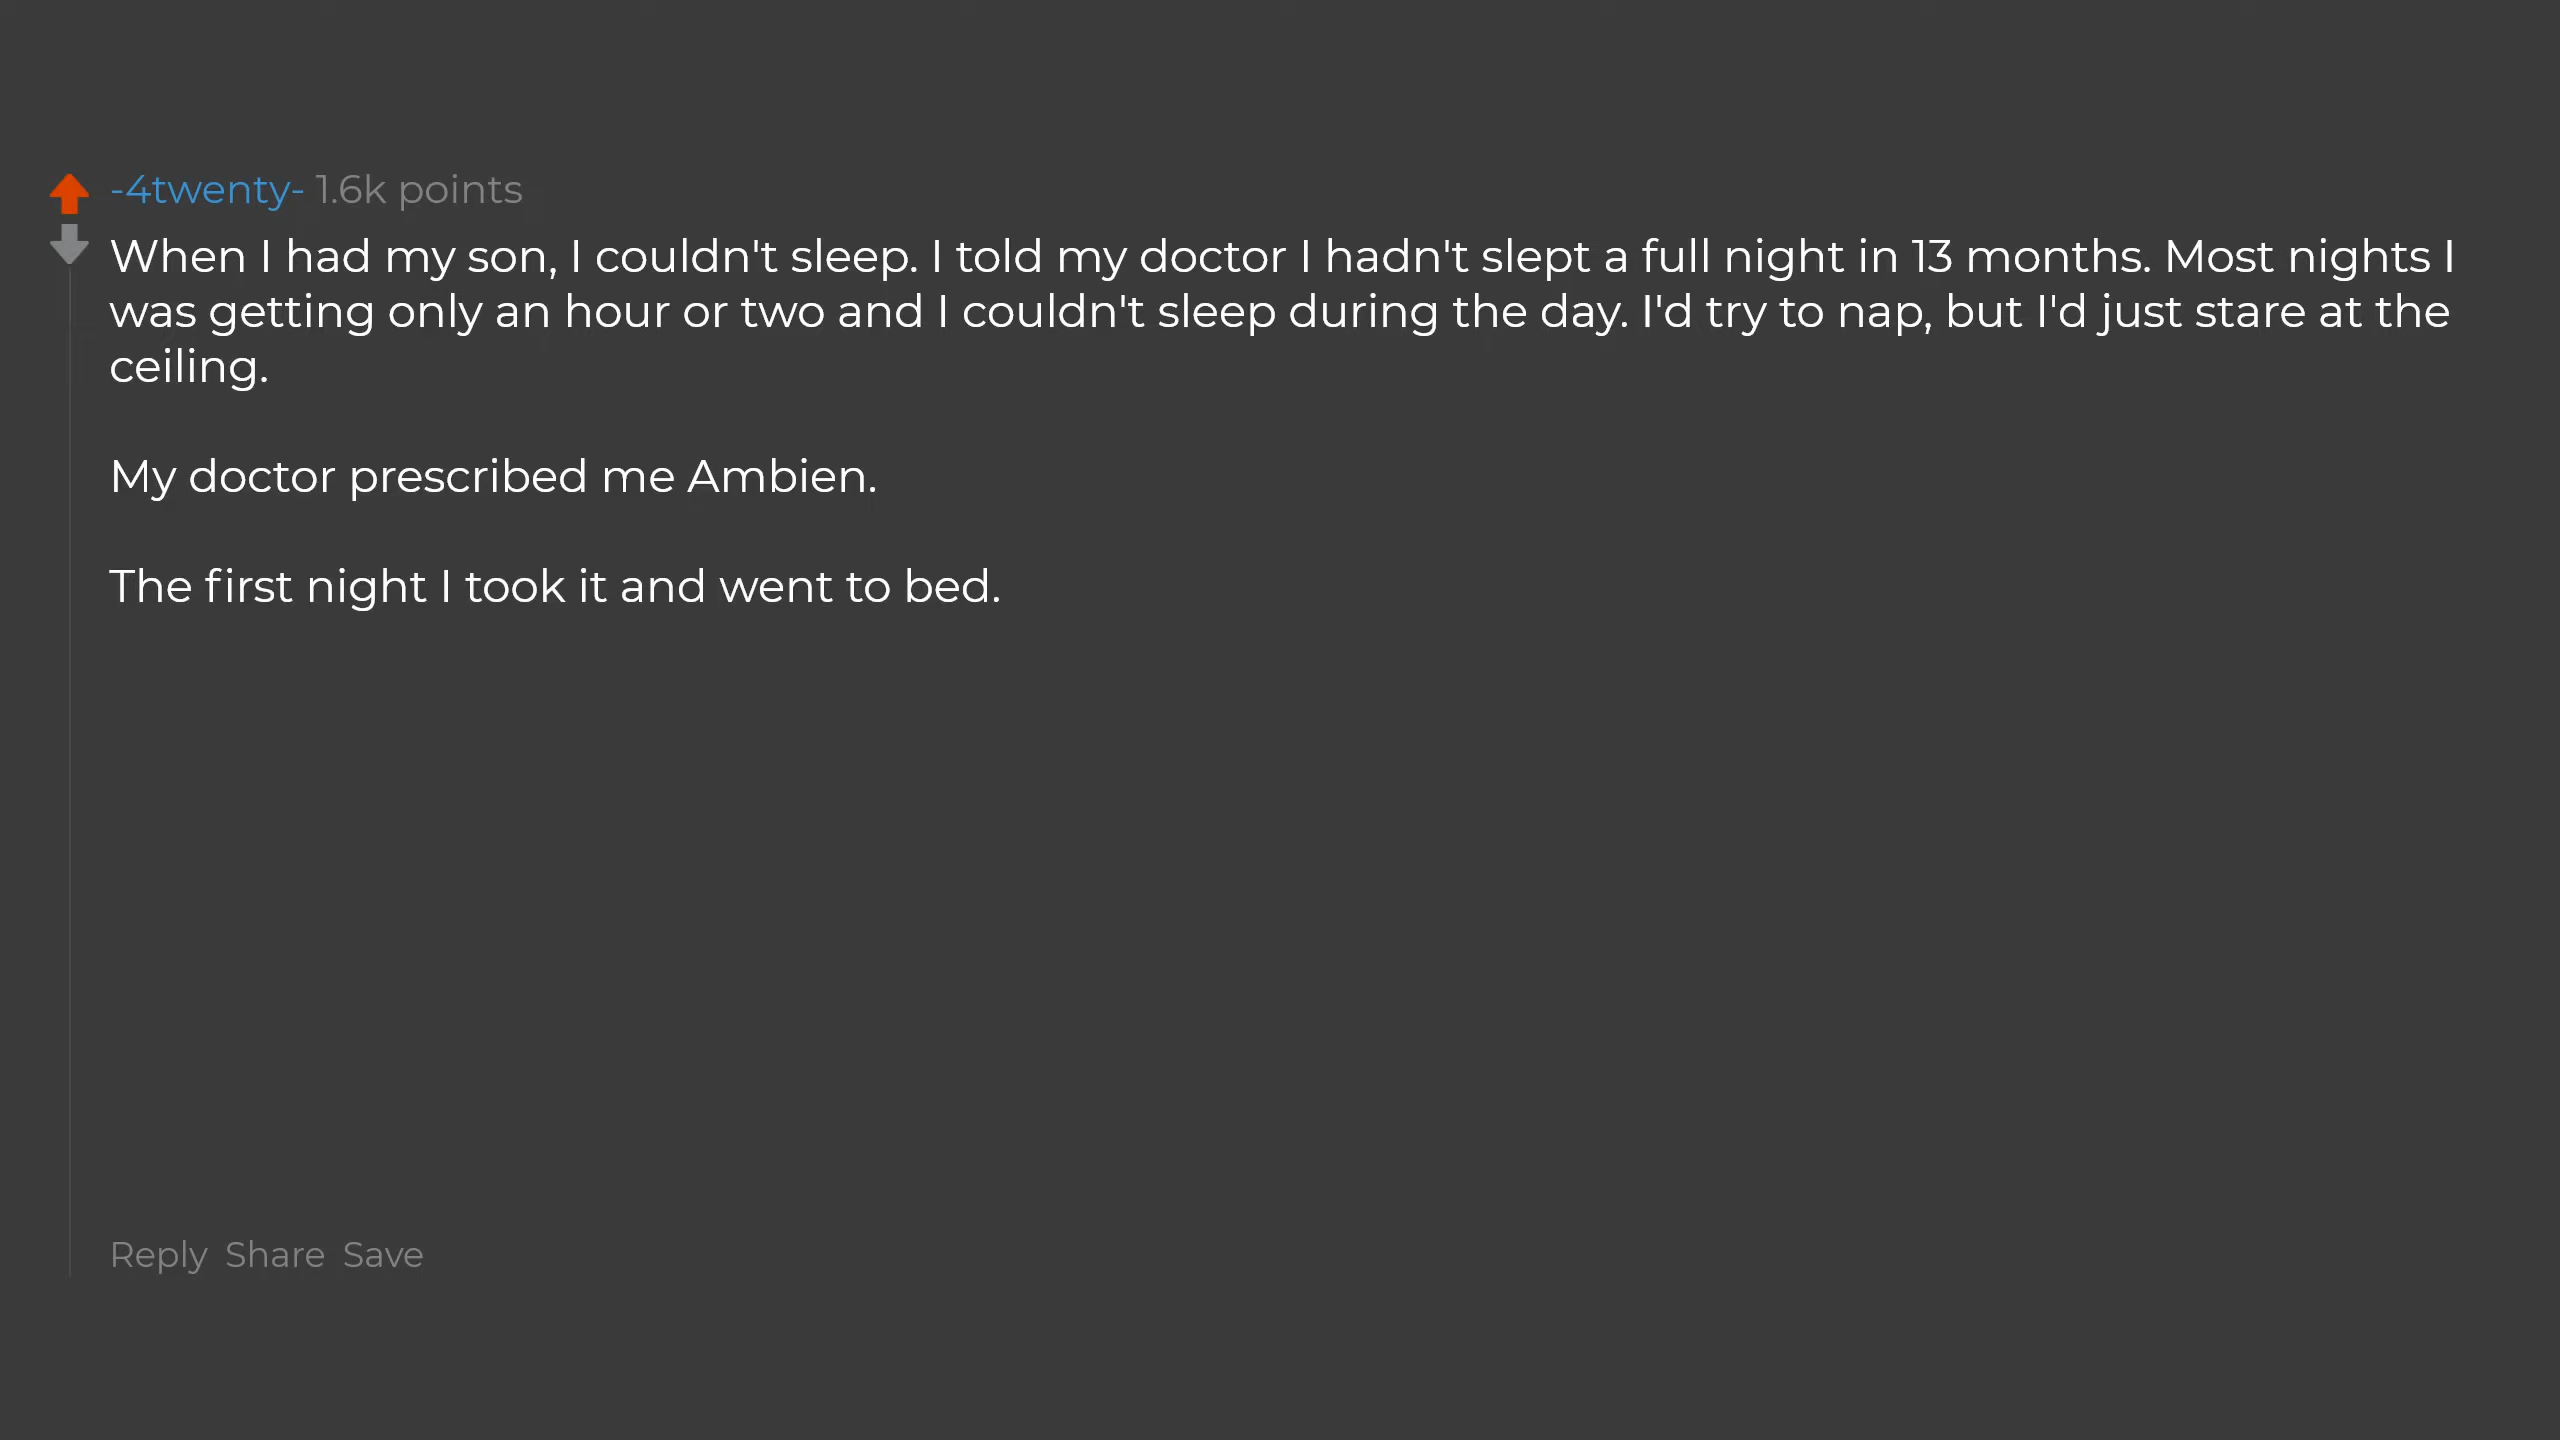 -4twenty- 1.6k points
When I had my son, I couldn't sleep. I told my doctor I hadn't slept a full night in 13 months. Most nights I
was getting only an hour or two and I couldn't sleep during the day. I'd try to nap, but I'd just stare at the
ceiling.
My doctor prescribed me Ambien.
The first night I took it and went to bed.
Reply Share Save